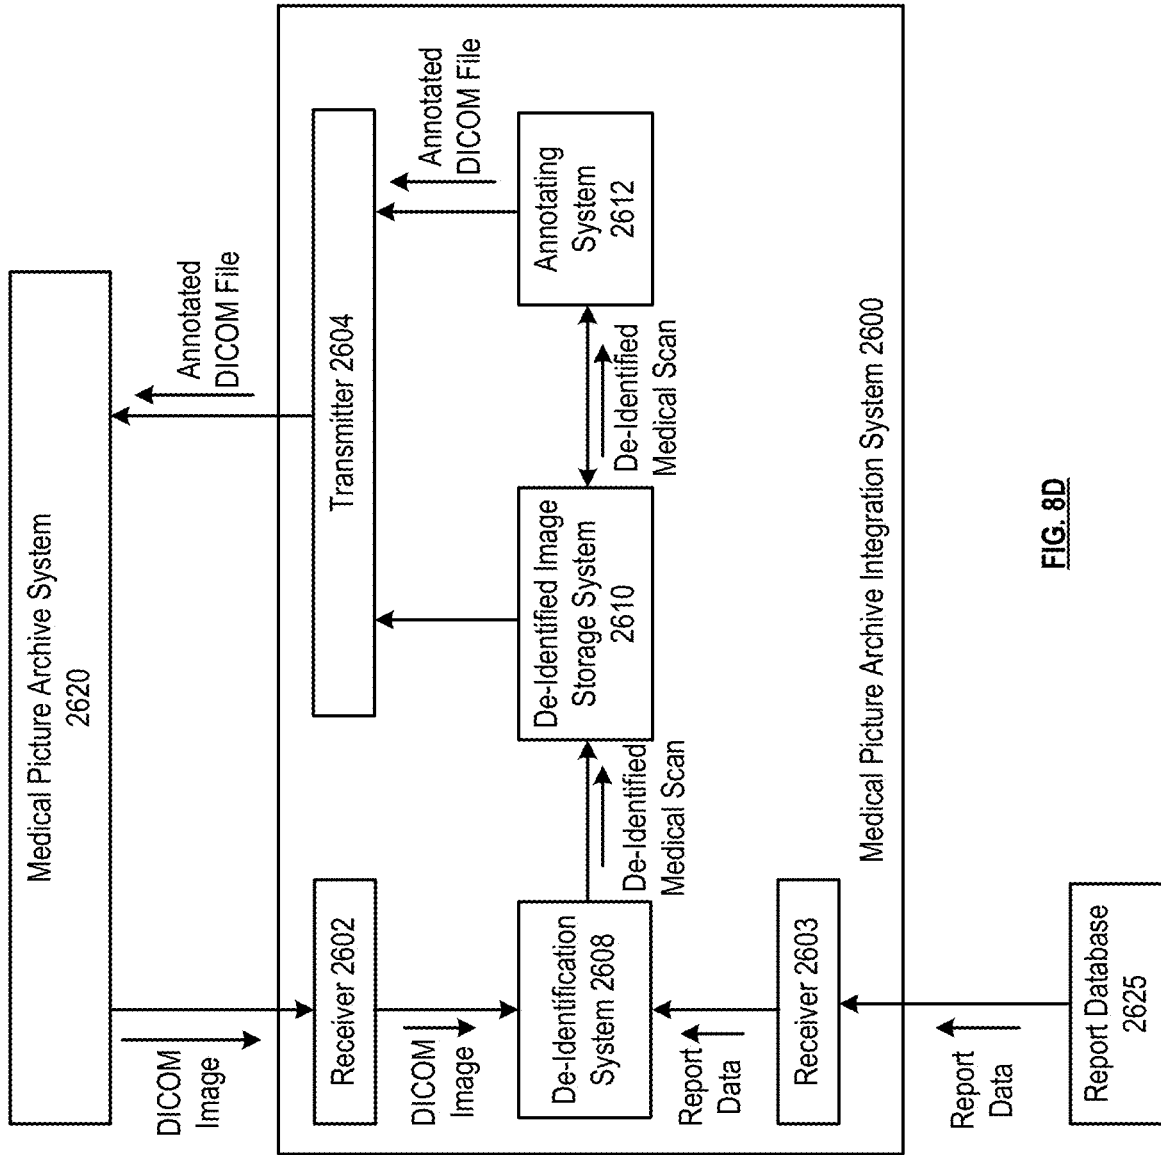 Medical Picture Archive System
2620
DICOM
Image
Annotated
DICOM File
Receiver 2602
Transmitter 2604
DICOM
Image
Annotated
DICOM File
De-Identification
System 2608
De-Identified
Medical Scan
De-Identified Image
Storage System
2610
De-Identified
Medical Scan
Annotating
System
2612
Report
Data
Receiver 2603
Medical Picture Archive Integration System 2600
Report
Data
Report Database
2625
FIG. 8D